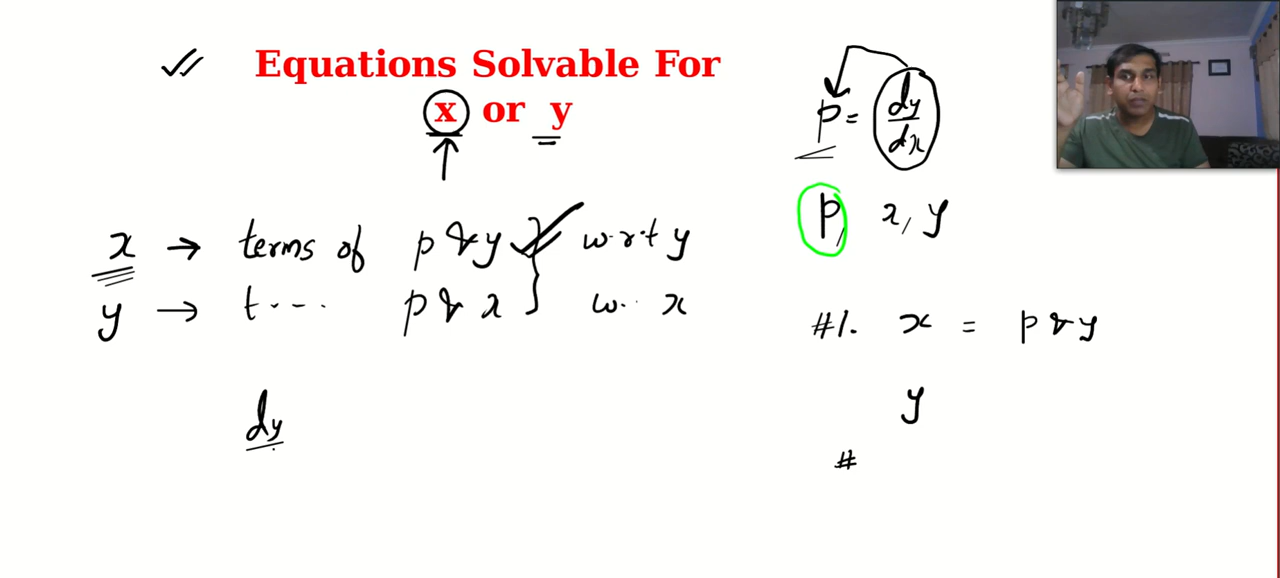 Equations Solvable For
x or y
p = dy/dx
p, x, y
x → terms of p & y } w.r.t y
y → t.... p & x } w.. x
#1. x = p & y
y
dy
#